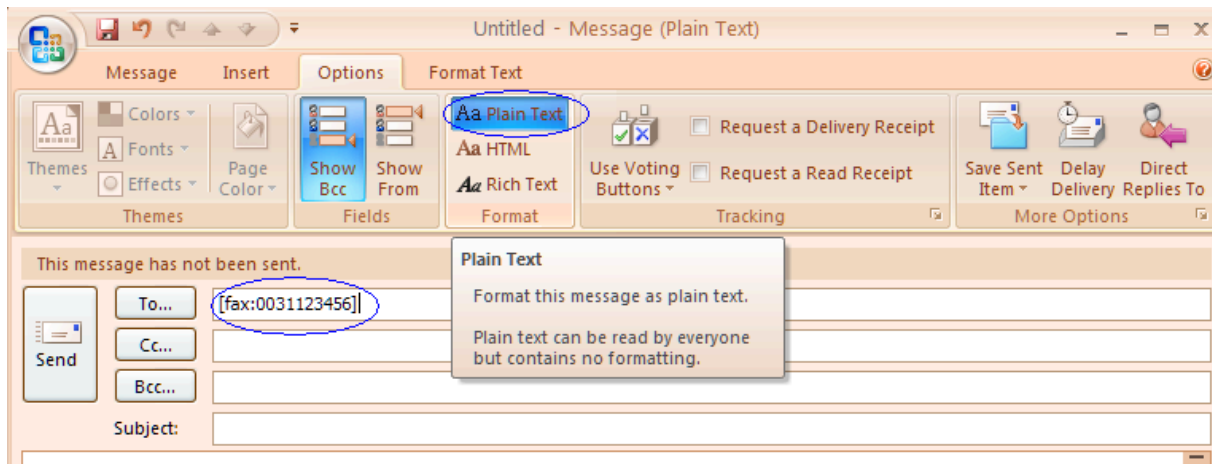 Untitled - Message (Plain Text)
Message Insert Options Format Text
Aa Themes
Colors
Fonts
Effects
Page Color
Themes
Show Bcc
Show From
Fields
Aa Plain Text
Aa HTML
Aa Rich Text
Format
Use Voting Buttons
Request a Delivery Receipt
Request a Read Receipt
Tracking
Save Sent Item
Delay Delivery
Direct Replies To
More Options
This message has not been sent.
Send
To... [fax:0031123456]
Cc...
Bcc...
Subject:
Plain Text
Format this message as plain text.
Plain text can be read by everyone
but contains no formatting.